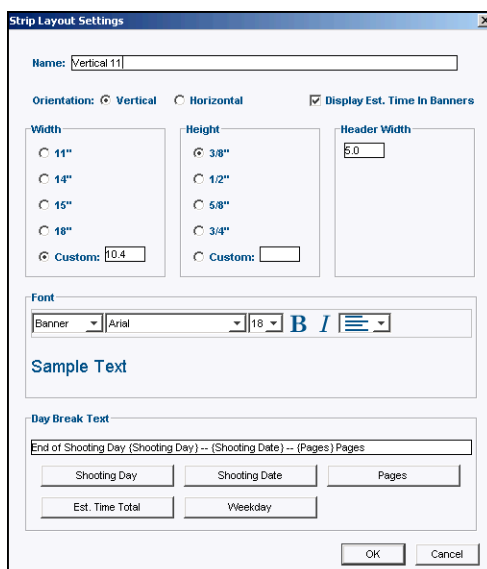 Strip Layout Settings
Name: Vertical 11
Orientation: Vertical Horizontal Display Est. Time In Banners
Width
11"
14"
15"
18"
Custom: 10.4
Height
3/8"
1/2"
5/8"
3/4"
Custom:
Header Width
5.0
Font
Banner Arial 18 B I
Sample Text
Day Break Text
End of Shooting Day {Shooting Day} -- {Shooting Date} -- {Pages} Pages
Shooting Day Shooting Date Pages
Est. Time Total Weekday
OK Cancel